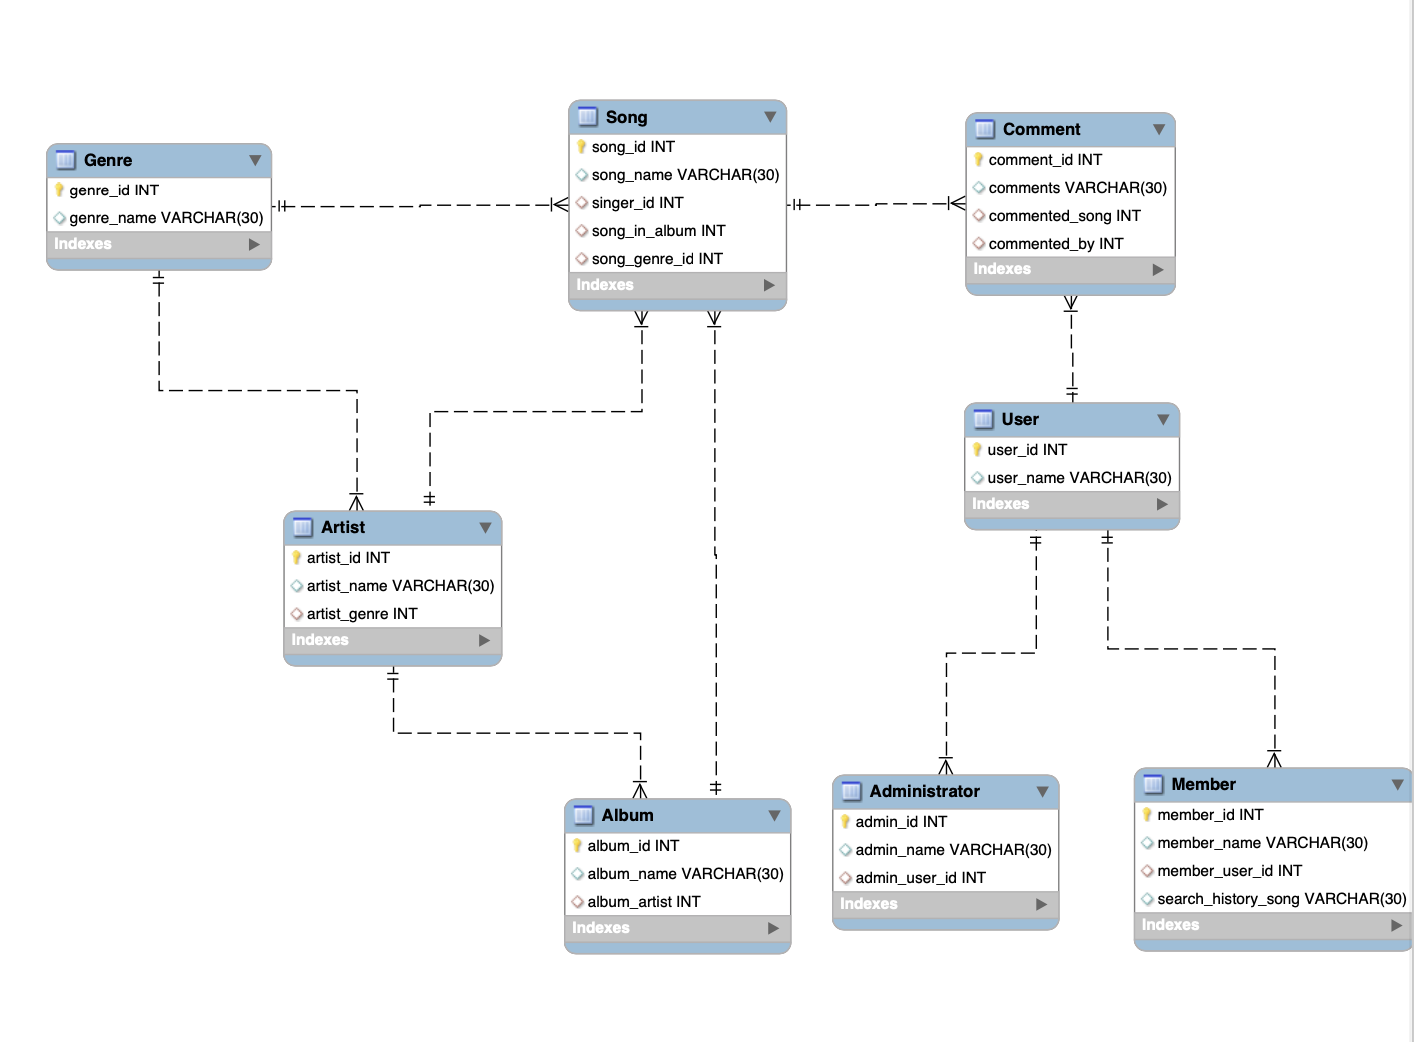 Genre
genre_id INT
genre_name VARCHAR(30)
Indexes
Song
song_id INT
song_name VARCHAR(30)
singer_id INT
song_in_album INT
song_genre_id INT
Indexes
Comment
comment_id INT
comments VARCHAR(30)
commented_song INT
commented_by INT
Indexes
User
user_id INT
user_name VARCHAR(30)
Indexes
Artist
artist_id INT
artist_name VARCHAR(30)
artist_genre INT
Indexes
Album
album_id INT
album_name VARCHAR(30)
album_artist INT
Indexes
Administrator
admin_id INT
admin_name VARCHAR(30)
admin_user_id INT
Indexes
Member
member_id INT
member_name VARCHAR(30)
member_user_id INT
search_history_song VARCHAR(30)
Indexes